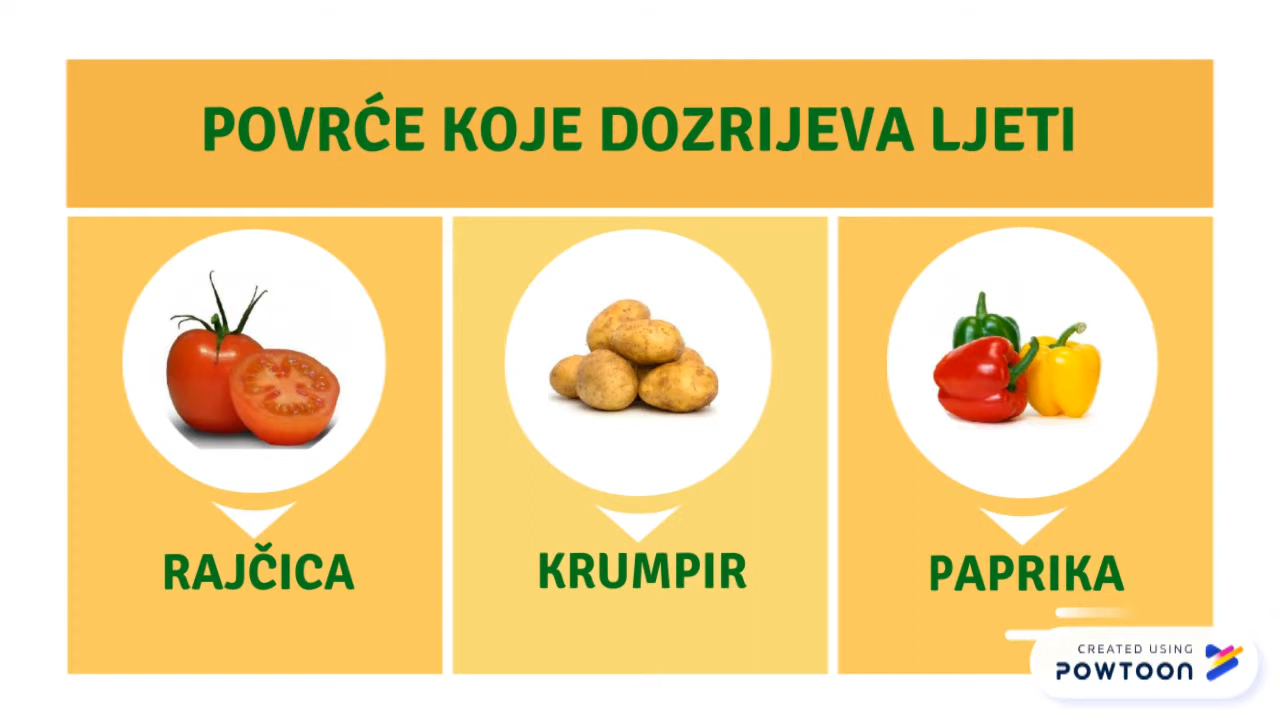 POVRĆE KOJE DOZRIJEVA LJETI
RAJČICA
KRUMPIR
PAPRIKA
CREATED USING
POWTOON